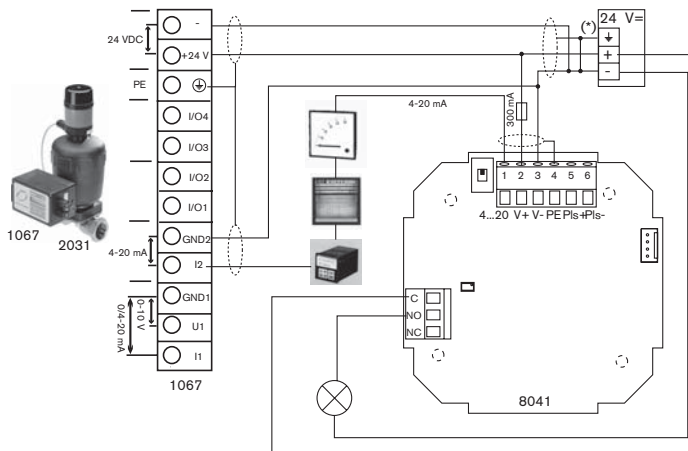 24 V=
(*)
+
-
-
24 VDC
+24 V
PE
I/O4
I/O3
I/O2
I/O1
GND2
4-20 mA
I2
GND1
0-10 V
0/4-20 mA
U1
I1
1067
1067
2031
4-20 mA
300 mA
1 2 3 4 5 6
4...20 V+ V- PE Pls+Pls-
C
NO
NC
8041